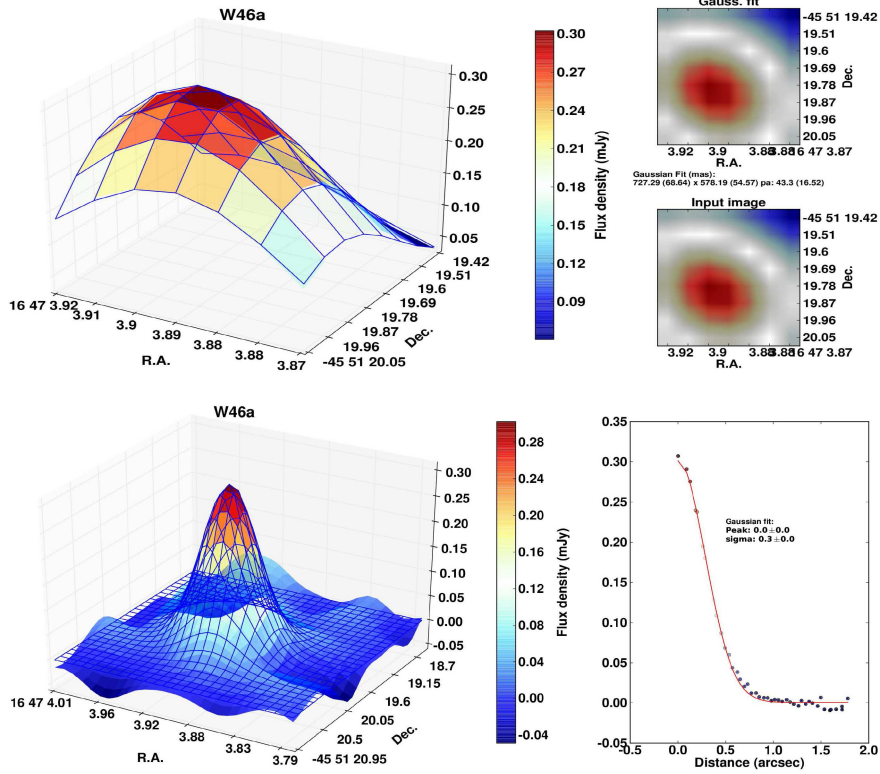 W46a
0.30
0.25
0.20
0.15
0.10
0.05
19.42
19.51
19.6
19.69
19.78
19.87
19.96
-45 51 20.05
Dec.
16 47 3.92
3.91
3.9
3.89
3.88
3.88
3.87
R.A.
0.30
0.27
0.24
0.21
0.18
0.15
0.12
0.09
Flux density (mJy)
Gauss. fit
-45 51 19.42
19.51
19.6
19.69
19.78
19.87
19.96
20.05
Dec.
3.92 3.9 3.88 3.88 16 47 3.87
R.A.
Gaussian Fit (mas):
727.29 (68.64) x 578.19 (54.57) pa: 43.3 (16.52)
Input image
-45 51 19.42
19.51
19.6
19.69
19.78
19.87
19.96
20.05
Dec.
3.92 3.9 3.88 3.88 16 47 3.87
R.A.
W46a
0.30
0.25
0.20
0.15
0.10
0.05
0.00
-0.05
18.7
19.15
19.6
20.05
20.5
-45 51 20.95
Dec.
16 47 4.01
3.96
3.92
3.88
3.83
3.79
R.A.
0.28
0.24
0.20
0.16
0.12
0.08
0.04
0.00
-0.04
Flux density (mJy)
0.35
0.30
0.25
0.20
0.15
0.10
0.05
0.00
-0.05
Gaussian fit:
Peak: 0.0±0.0
sigma: 0.3±0.0
0.0 0.5 1.0 1.5 2.0
Distance (arcsec)